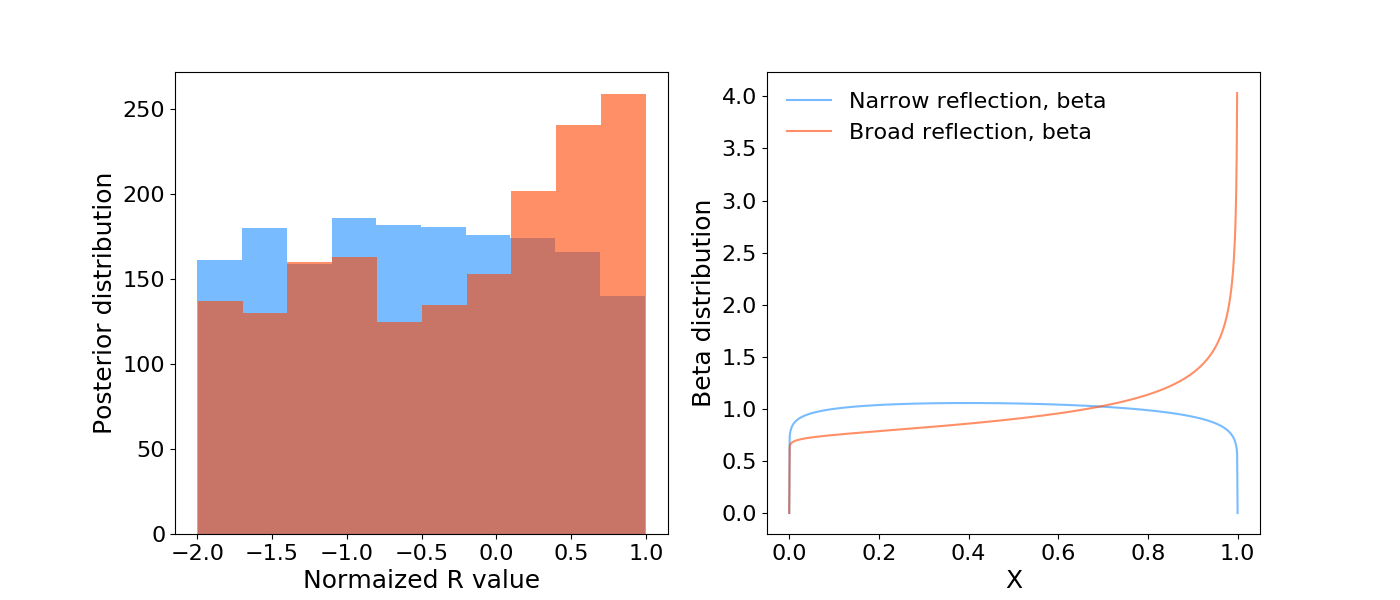 Posterior distribution
250
200
150
100
50
0
−2.0 −1.5 −1.0 −0.5 0.0 0.5 1.0
Normaized R value
Beta distribution
4.0
3.5
3.0
2.5
2.0
1.5
1.0
0.5
0.0
Narrow reflection, beta
Broad reflection, beta
0.0 0.2 0.4 0.6 0.8 1.0
X